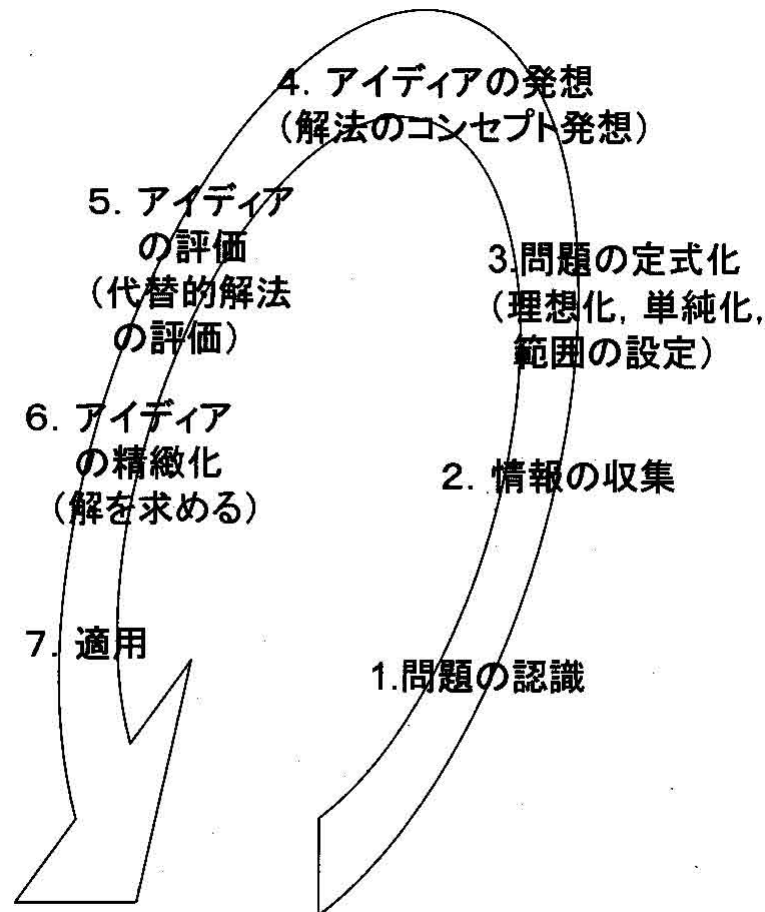 4. アイディアの発想
(解法のコンセプト発想)
5. アイディア
の評価
(代替的解法
の評価)
3.問題の定式化
(理想化, 単純化,
範囲の設定)
6. アイディア
の精緻化
(解を求める)
2. 情報の収集
7. 適用
1.問題の認識